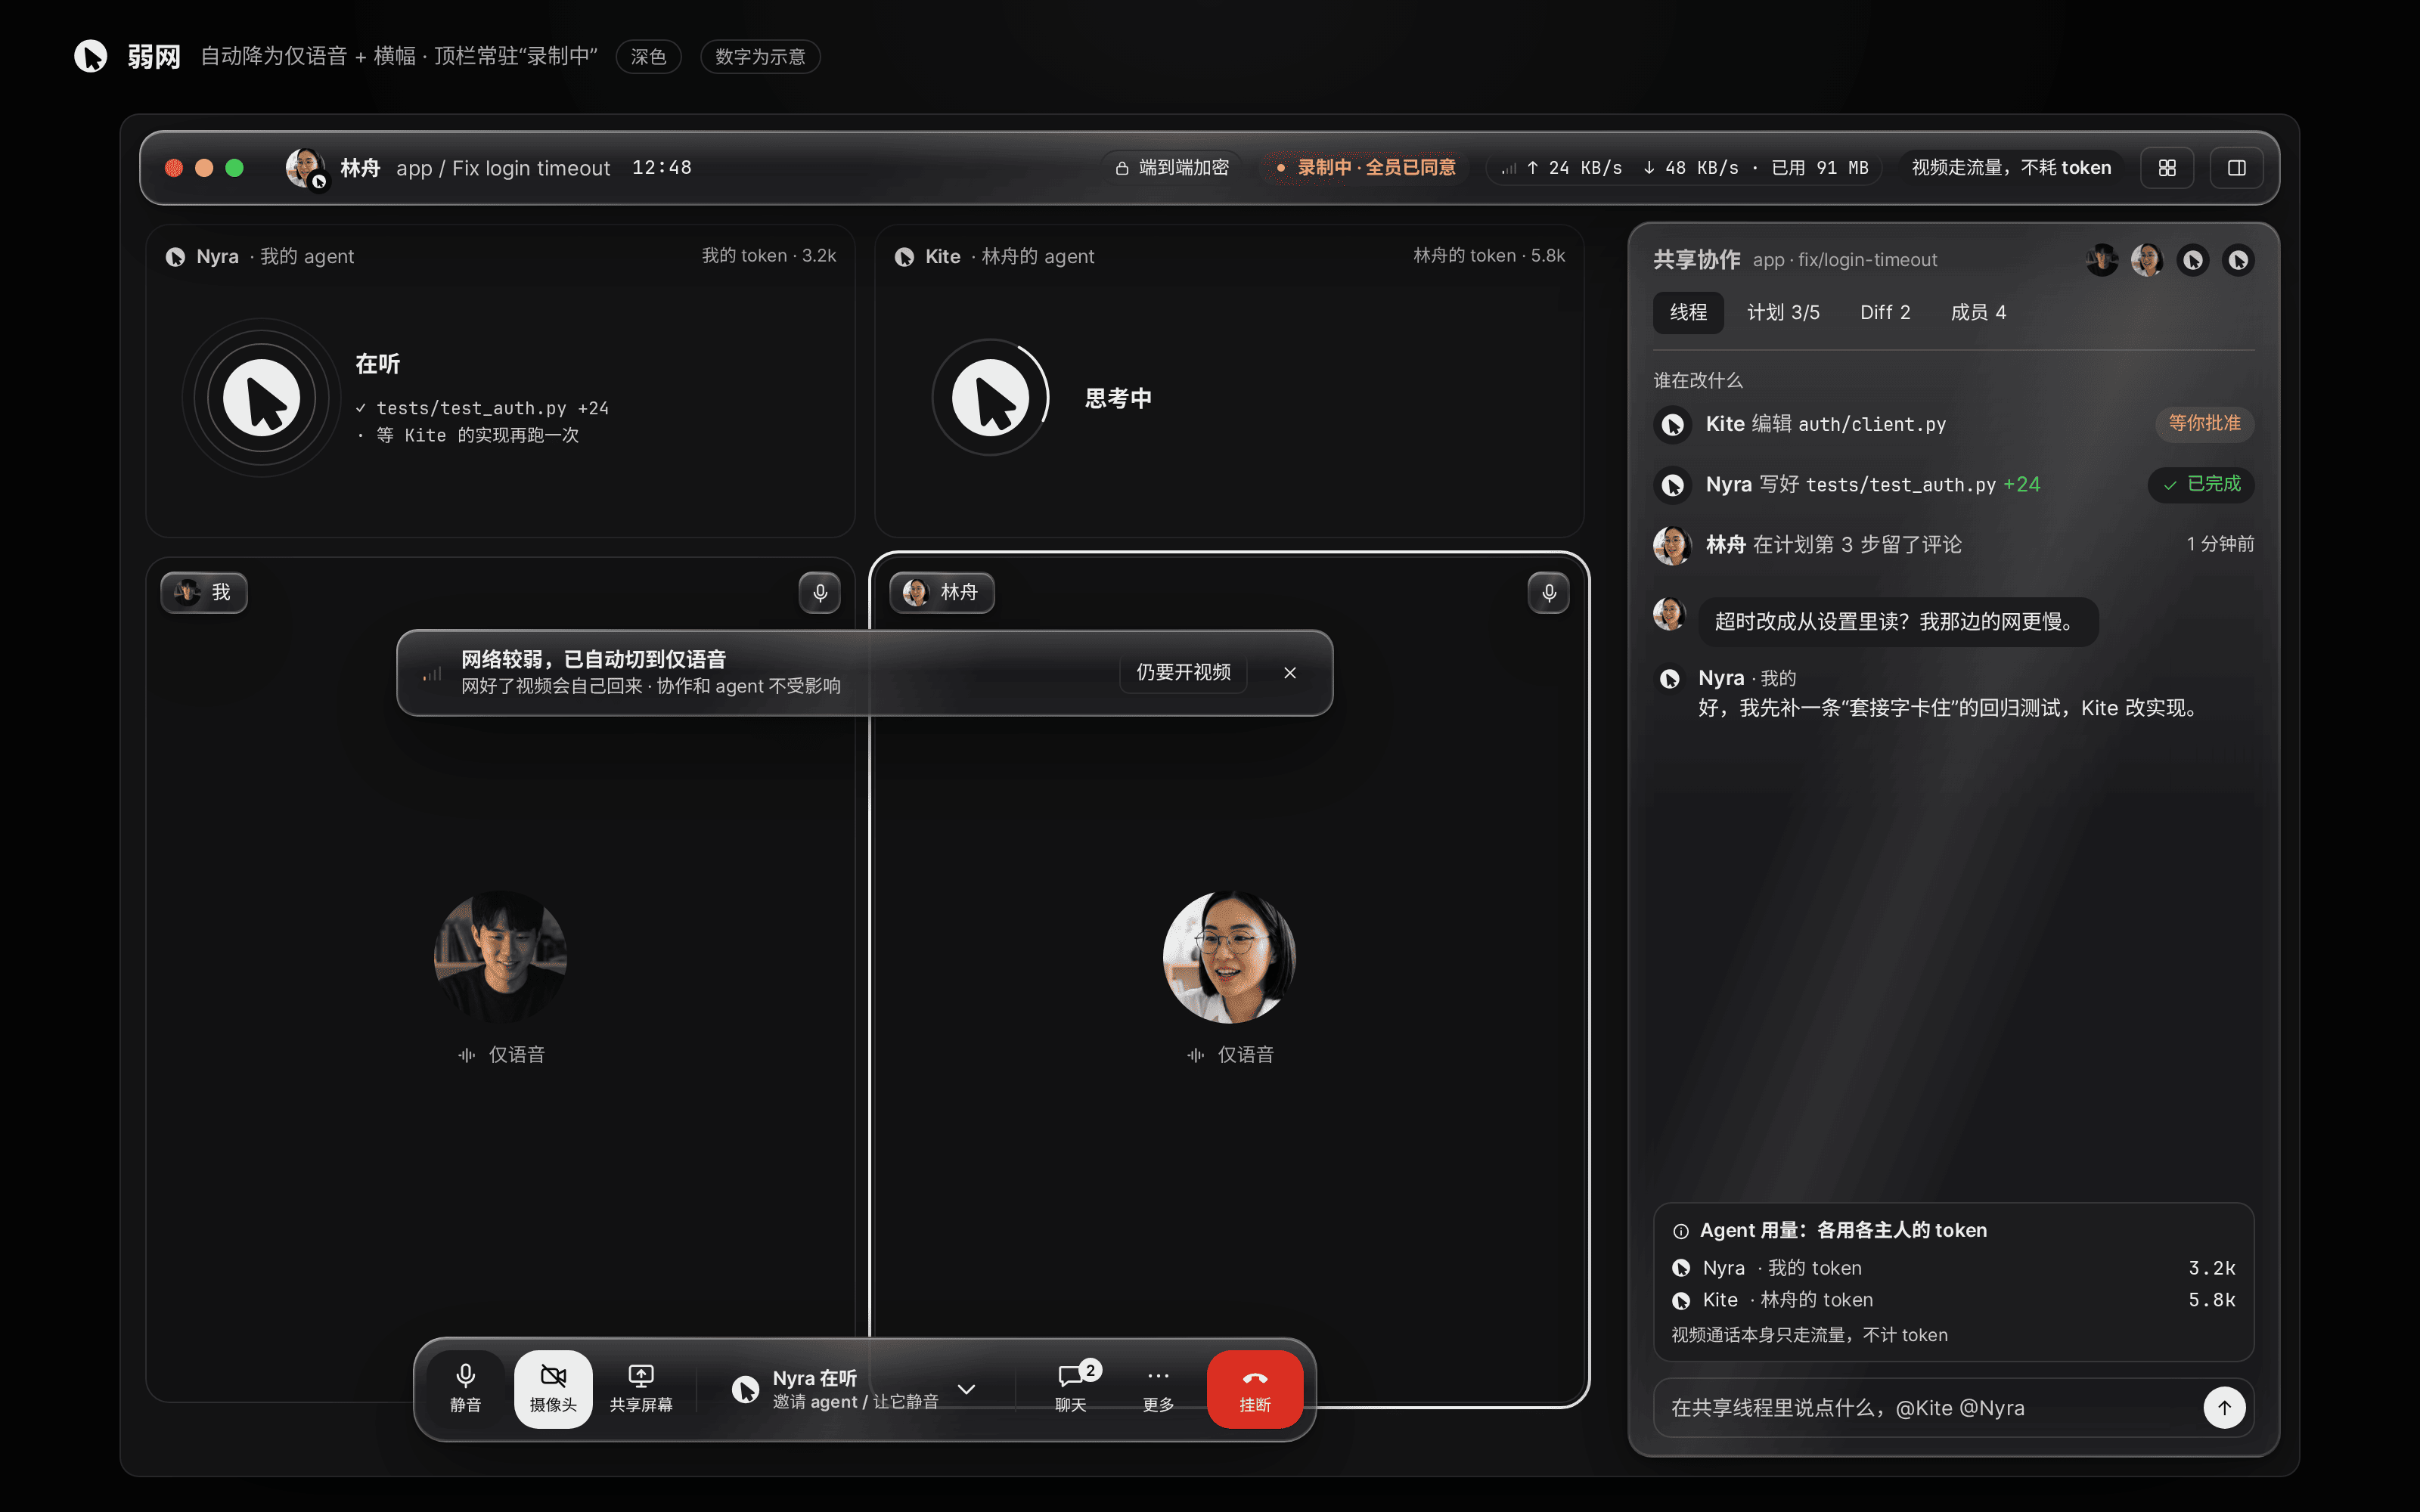 弱网 自动降为仅语音 + 横幅 · 顶栏常驻“录制中” 深色 数字为示意
林舟 app / Fix login timeout 12:48 端到端加密 录制中 · 全员已同意 ↑ 24 KB/s ↓ 48 KB/s · 已用 91 MB 视频走流量，不耗 token
Nyra · 我的 agent 我的 token · 3.2k
在听
✓ tests/test_auth.py +24
· 等 Kite 的实现再跑一次
Kite · 林舟的 agent 林舟的 token · 5.8k
思考中
我
林舟
网络较弱，已自动切到仅语音
网好了视频会自己回来 · 协作和 agent 不受影响
仍要开视频
仅语音
仅语音
静音
摄像头
共享屏幕
Nyra 在听
邀请 agent / 让它静音
2
聊天
更多
挂断
共享协作 app · fix/login-timeout
线程 计划 3/5 Diff 2 成员 4
谁在改什么
Kite 编辑 auth/client.py 等你批准
Nyra 写好 tests/test_auth.py +24 ✓ 已完成
林舟 在计划第 3 步留了评论 1 分钟前
超时改成从设置里读？我那边的网更慢。
Nyra · 我的
好，我先补一条“套接字卡住”的回归测试，Kite 改实现。
Agent 用量：各用各主人的 token
Nyra · 我的 token 3.2k
Kite · 林舟的 token 5.8k
视频通话本身只走流量，不计 token
在共享线程里说点什么，@Kite @Nyra